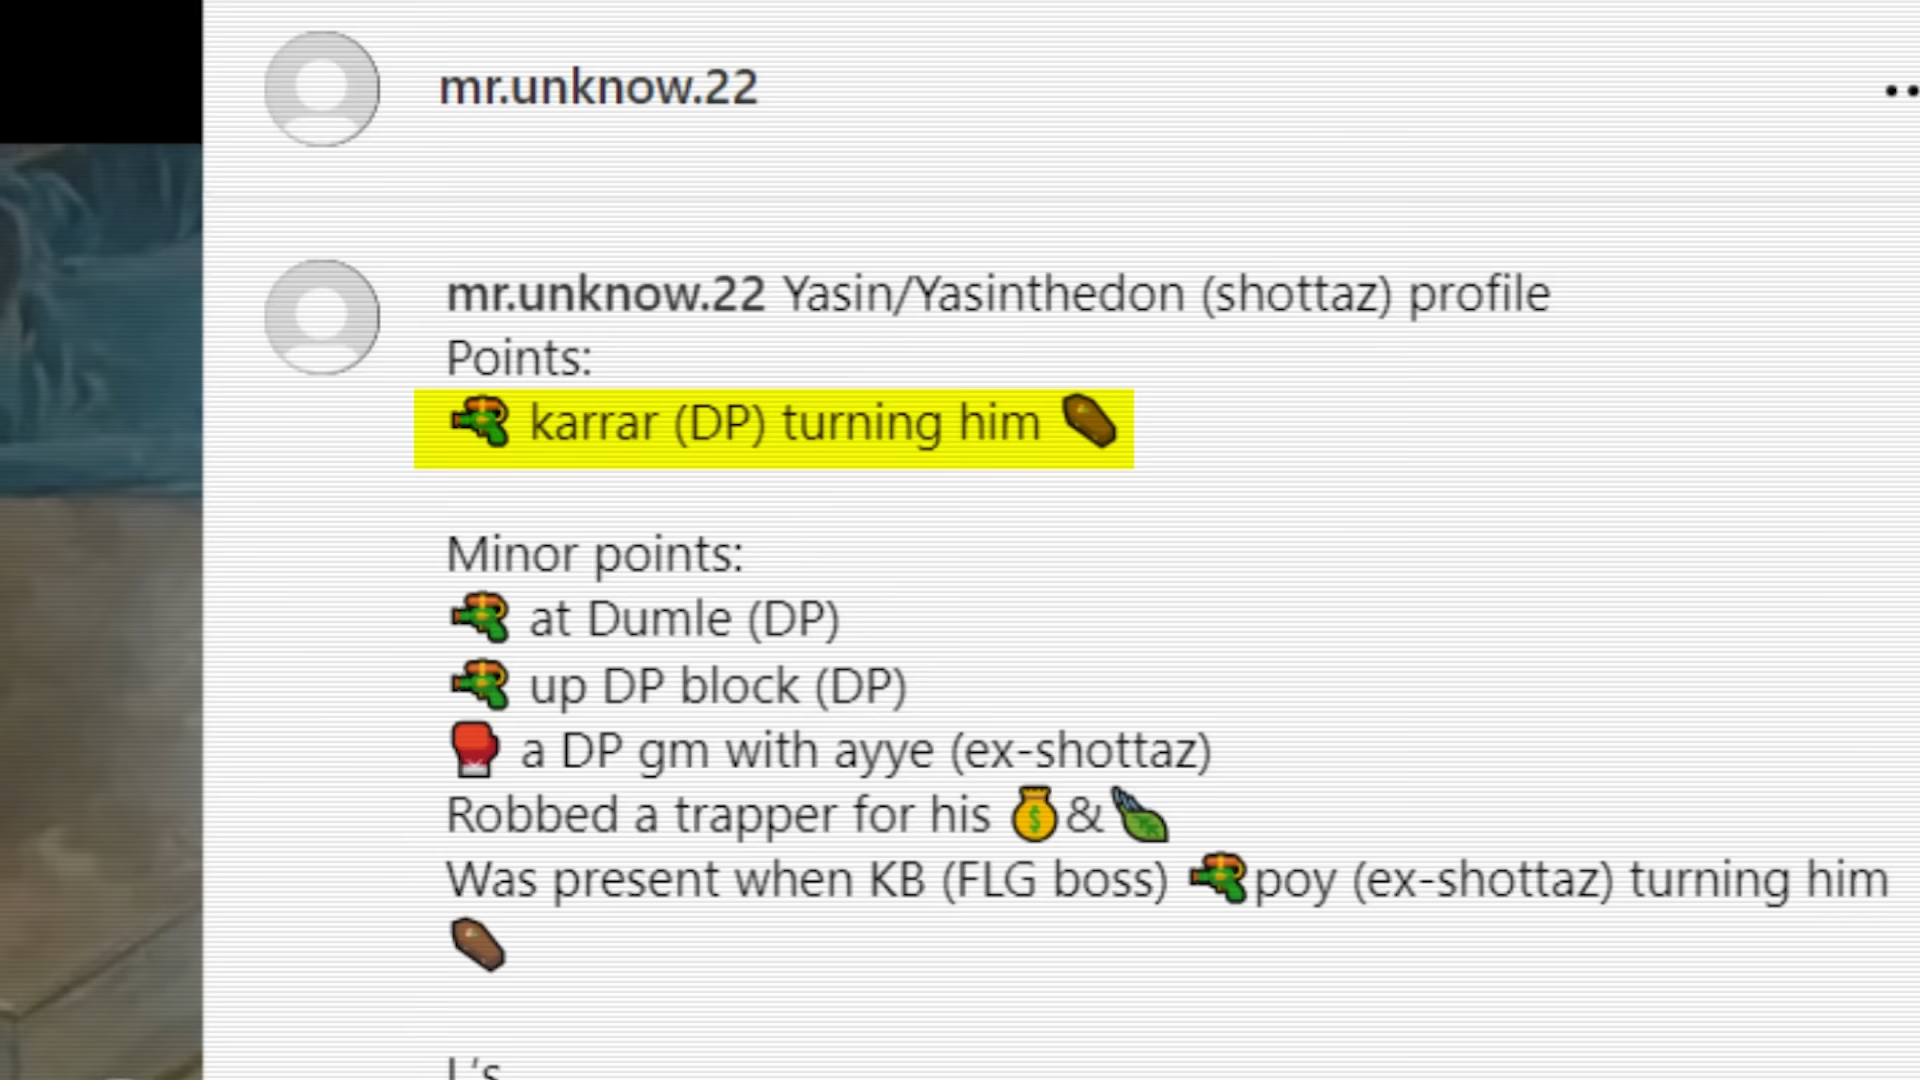 mr.unknow.22
mr.unknow.22 Yasin/Yasinthedon (shottaz) profile
Points:
🔫 karrar (DP) turning him ⚰️
Minor points:
🔫 at Dumle (DP)
🔫 up DP block (DP)
🥊 a DP gm with ayye (ex-shottaz)
Robbed a trapper for his 💰&🍃
Was present when KB (FLG boss) 🔫poy (ex-shottaz) turning him
⚰️
L's